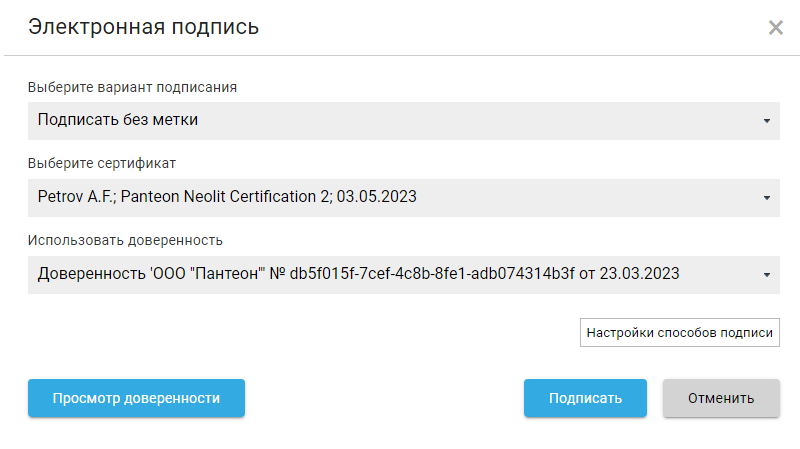 Электронная подпись
Выберите вариант подписания
Подписать без метки
Выберите сертификат
Petrov A.F.; Panteon Neolit Certification 2; 03.05.2023
Использовать доверенность
Доверенность 'ООО "Пантеон"' № db5f015f-7cef-4c8b-8fe1-adb074314b3f от 23.03.2023
Настройки способов подписи
Просмотр доверенности
Подписать
Отменить